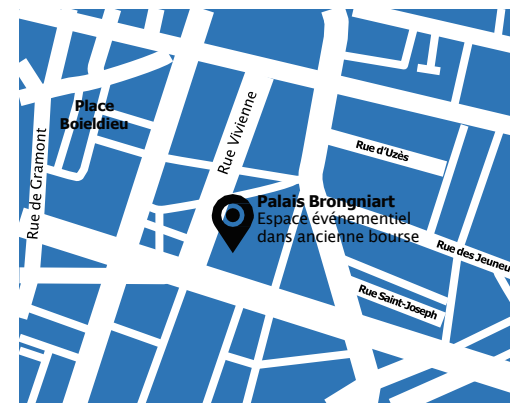 Place
Boieldieu
Rue Vivienne
Rue de Gramont
Rue d'Uzès
Palais Brongniart
Espace événementiel
dans ancienne bourse
Rue des Jeuneu
Rue Saint-Joseph